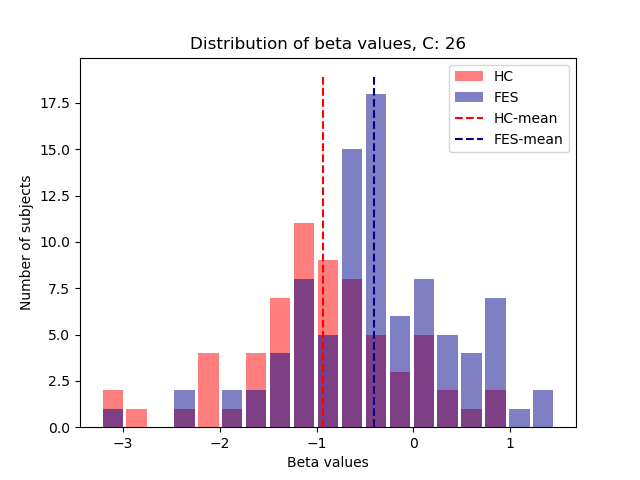 Distribution of beta values, C: 26
HC
FES
HC-mean
FES-mean
17.5
15.0
12.5
10.0
7.5
5.0
2.5
0.0
Number of subjects
−3
−2
−1
0
1
Beta values